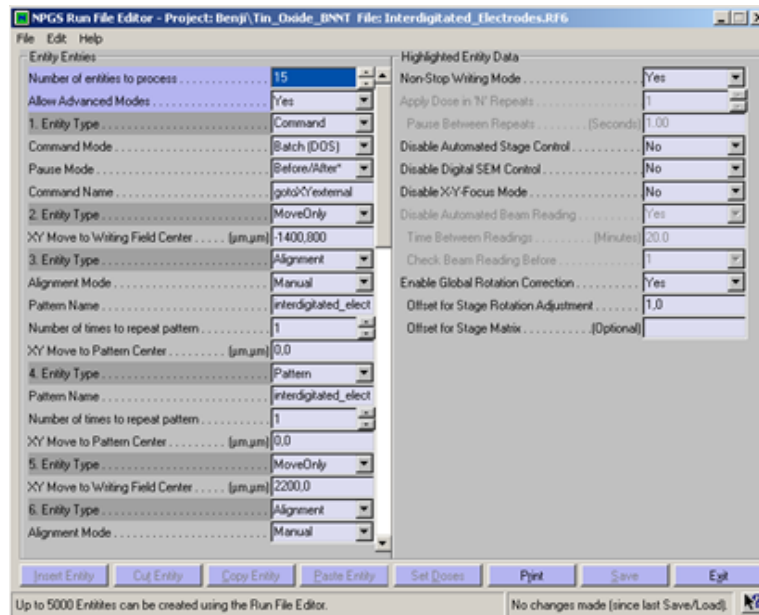 NPGS Run File Editor - Project: Benji\Tin_Oxide_BNNT File: Interdigitated_Electrodes.RF6
File Edit Help
Entity Entries
Number of entities to process 15
Allow Advanced Modes Yes
1. Entity Type Command
Command Mode Batch (DOS)
Pause Mode Before/After*
Command Name gotoXYexternal
2. Entity Type MoveOnly
XY Move to Writing Field Center (µm,µm) -1400,800
3. Entity Type Alignment
Alignment Mode Manual
Pattern Name interdigitated_elect
Number of times to repeat pattern 1
XY Move to Pattern Center (µm,µm) 0,0
4. Entity Type Pattern
Pattern Name interdigitated_elect
Number of times to repeat pattern 1
XY Move to Pattern Center (µm,µm) 0,0
5. Entity Type MoveOnly
XY Move to Writing Field Center (µm,µm) 2200,0
6. Entity Type Alignment
Alignment Mode Manual
Highlighted Entity Data
Non-Stop Writing Mode Yes
Apply Dose in 'N' Repeats 1
Pause Between Repeats (Seconds) 1.00
Disable Automated Stage Control No
Disable Digital SEM Control No
Disable X-Y-Focus Mode No
Disable Automated Beam Reading Yes
Time Between Readings (Minutes) 20.0
Check Beam Reading Before 1
Enable Global Rotation Correction Yes
Offset for Stage Rotation Adjustment 1,0
Offset for Stage Matrix (Optional)
Insert Entity Cut Entity Copy Entity Paste Entity Set Doses Print Save Exit
Up to 5000 Entitites can be created using the Run File Editor. No changes made (since last Save/Load).